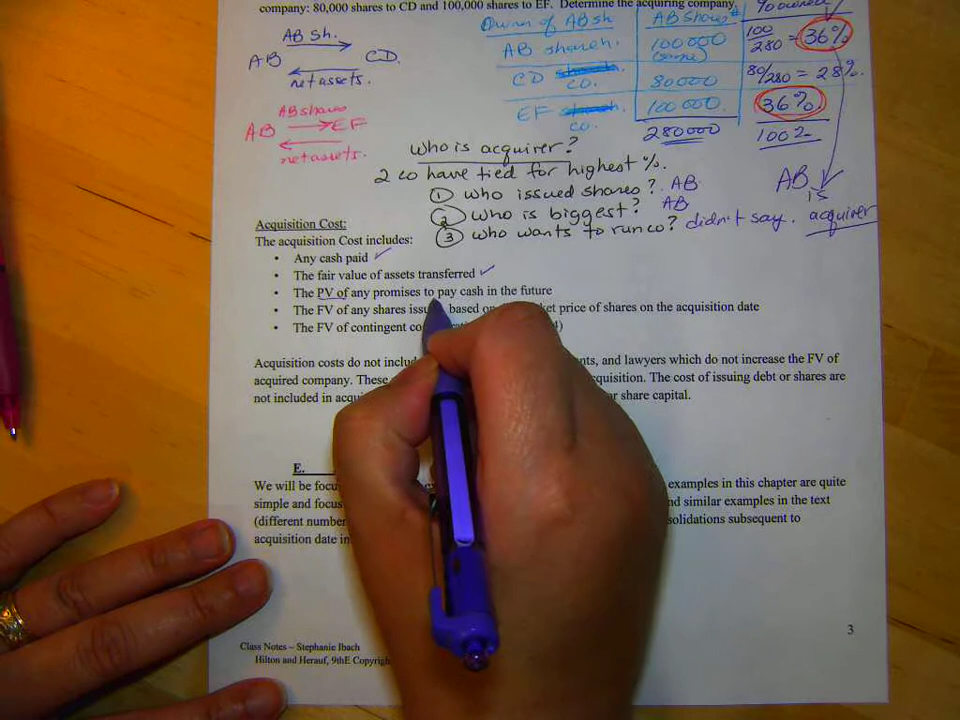 company: 80,000 shares to CD and 100,000 shares to EF. Determine the acquiring company.
AB Sh.
AB CD.
net assets.
AB shares
AB EF
net assets.
Owner of AB sh AB Shares # % owned
AB shareh. 100000 100/280 = 36%
(same)
CD co. 80000 80/280 = 28%.
EF co. 100000. 36%
280000 100%
Who is acquirer?
2 co have tied for highest %.
① who issued shares? AB
② who is biggest? AB
③ who wants to run co? didn't say.
AB is acquirer
Acquisition Cost:
The acquisition Cost includes:
• Any cash paid ✓
• The fair value of assets transferred ✓
• The PV of any promises to pay cash in the future
• The FV of any shares issu based on ket price of shares on the acquisition date
• The FV of contingent co
Acquisition costs do not includ nts, and lawyers which do not increase the FV of
acquired company. These quisition. The cost of issuing debt or shares are
not included in acqui or share capital.
E.
We will be focu examples in this chapter are quite
simple and focus nd similar examples in the text
(different number solidations subsequent to
acquisition date in
3
Class Notes – Stephanie Ibach
Hilton and Herauf, 9thE Copyrigh